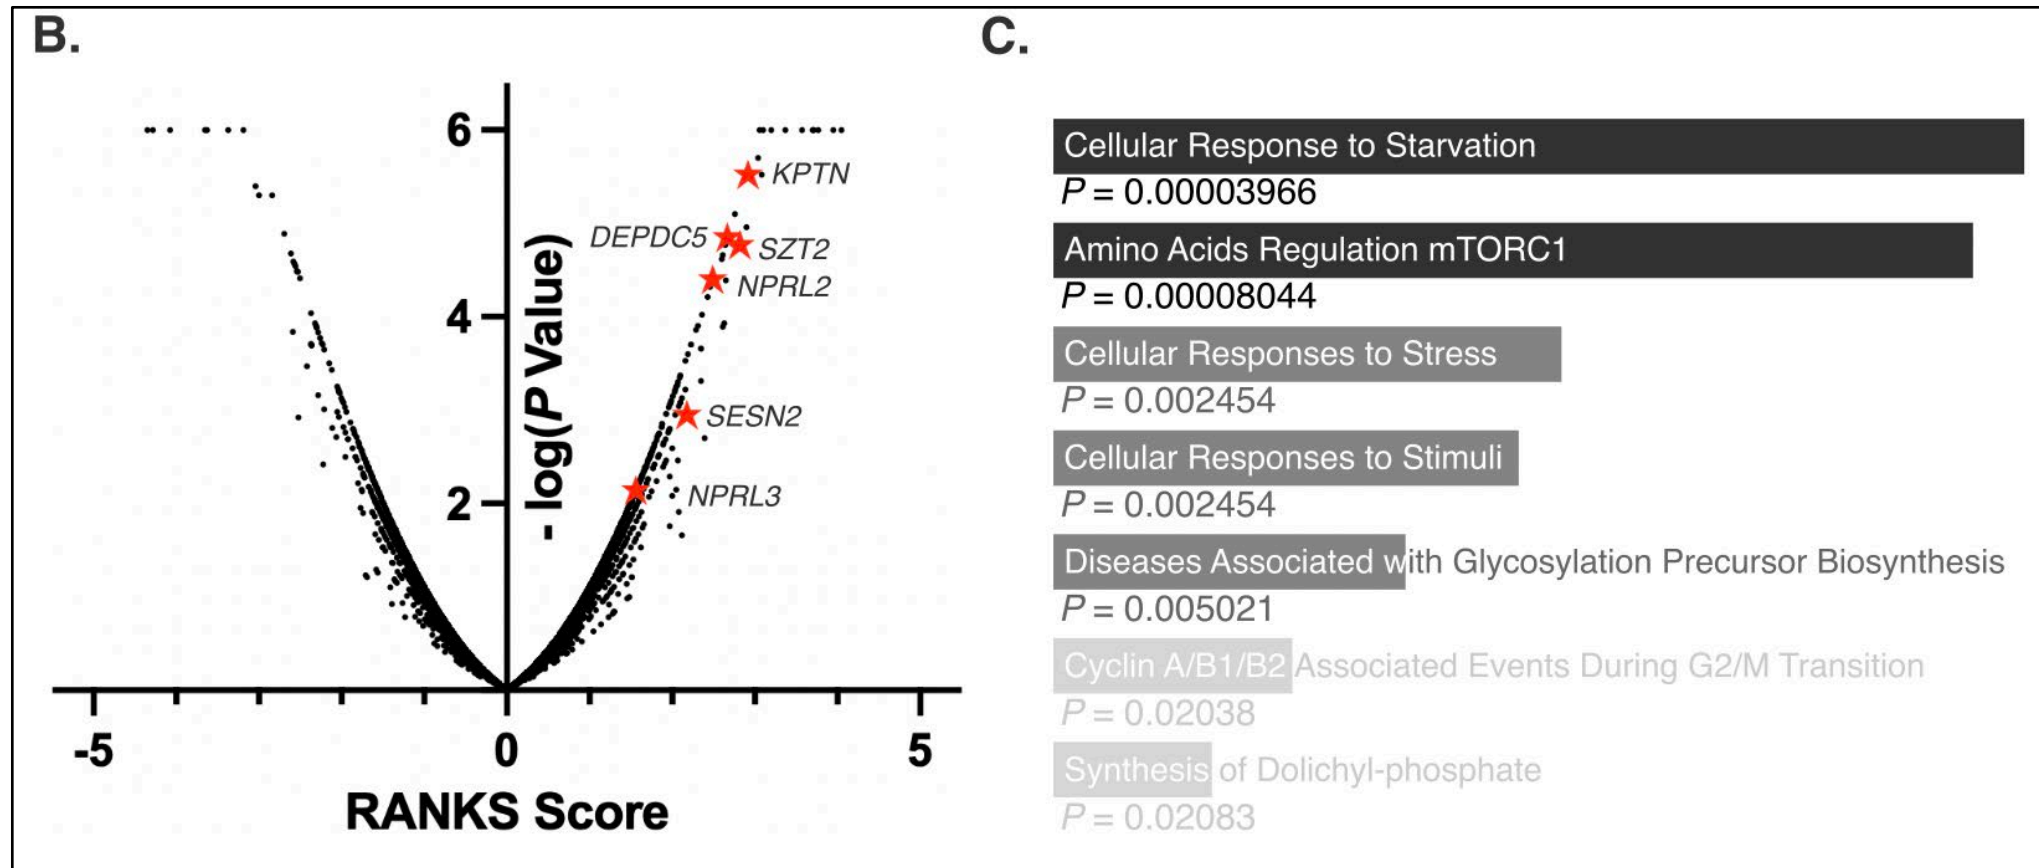 B.
6
KPTN
DEPDC5
SZT2
NPRL2
4
- log(P Value)
SESN2
2
NPRL3
-5
0
5
RANKS Score
C.
Cellular Response to Starvation
P = 0.00003966
Amino Acids Regulation mTORC1
P = 0.00008044
Cellular Responses to Stress
P = 0.002454
Cellular Responses to Stimuli
P = 0.002454
Diseases Associated with Glycosylation Precursor Biosynthesis
P = 0.005021
Cyclin A/B1/B2 Associated Events During G2/M Transition
P = 0.02038
Synthesis of Dolichyl-phosphate
P = 0.02083